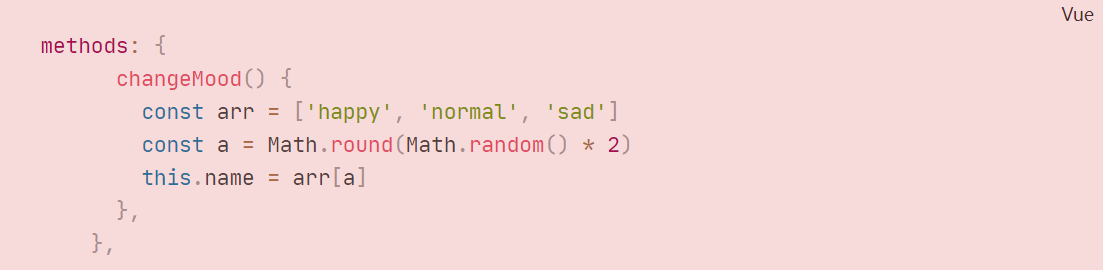 Vue
methods: {
changeMood() {
const arr = ['happy', 'normal', 'sad']
const a = Math.round(Math.random() * 2)
this.name = arr[a]
},
},